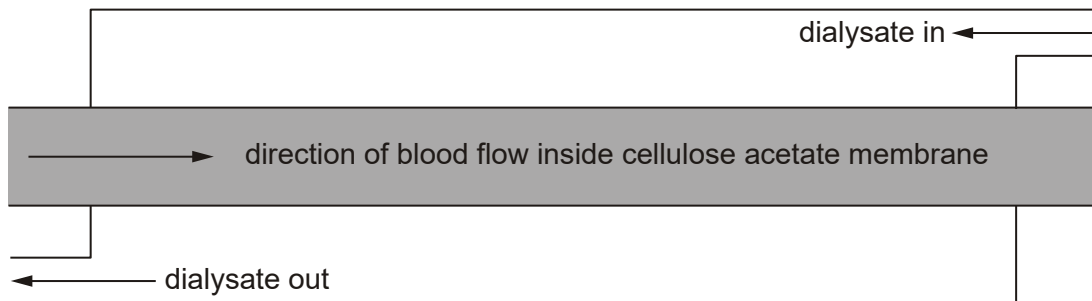 dialysate in
direction of blood flow inside cellulose acetate membrane
dialysate out